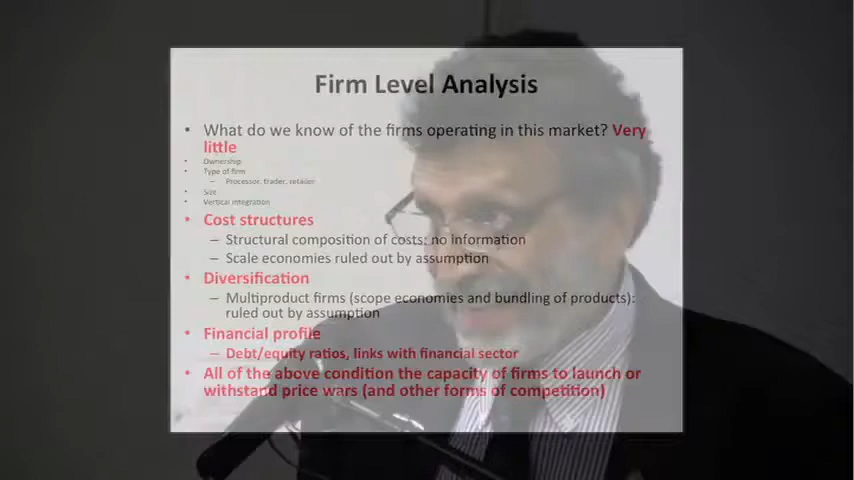 Firm Level Analysis
• What do we know of the firms operating in this market? Very
little
• Ownership
• Type of firm
– Processor, trader, retailer
• Size
• Vertical integration
• Cost structures
– Structural composition of costs: no information
– Scale economies ruled out by assumption
• Diversification
– Multiproduct firms (scope economies and bundling of products):
ruled out by assumption
• Financial profile
– Debt/equity ratios, links with financial sector
• All of the above condition the capacity of firms to launch or
withstand price wars (and other forms of competition)